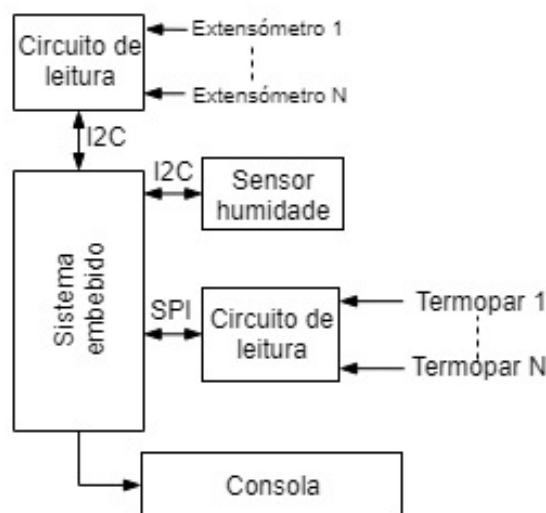 Circuito de
leitura
Extensómetro 1
Extensómetro N
I2C
I2C
Sensor
humidade
Sistema
embebido
SPI
Circuito de
leitura
Termopar 1
Termopar N
Consola